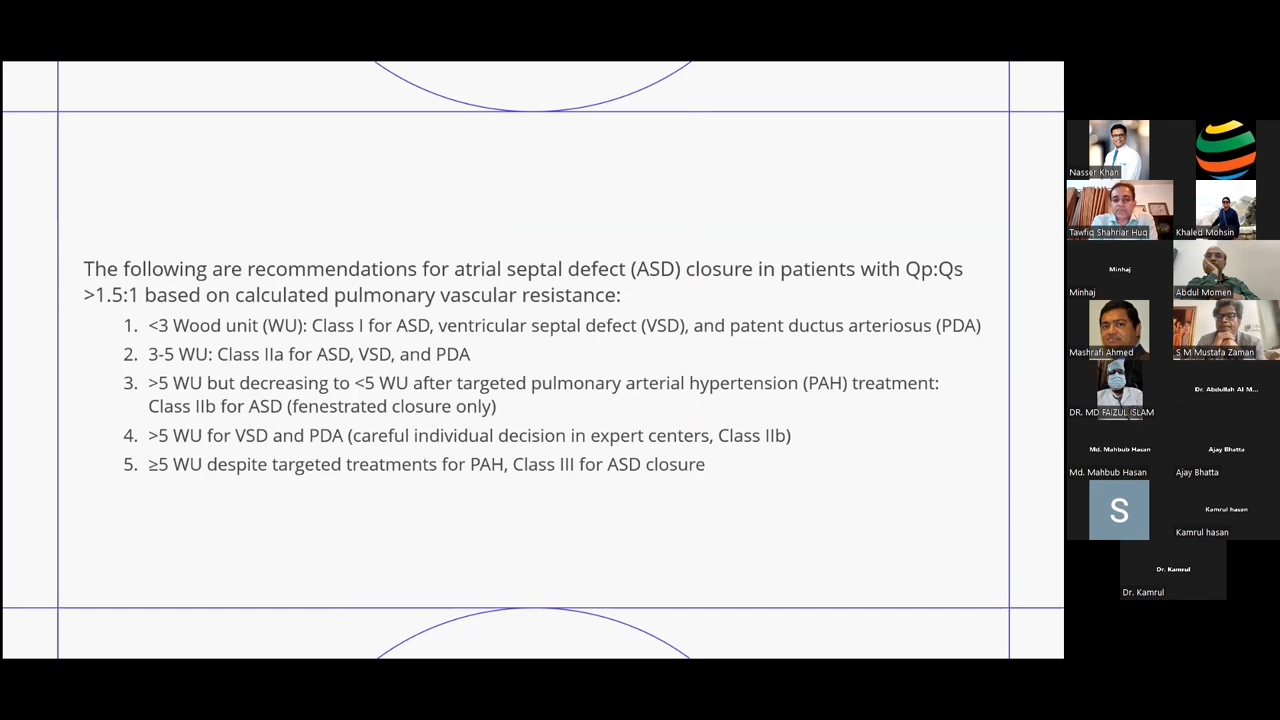 The following are recommendations for atrial septal defect (ASD) closure in patients with Qp:Qs
>1.5:1 based on calculated pulmonary vascular resistance:
1. <3 Wood unit (WU): Class I for ASD, ventricular septal defect (VSD), and patent ductus arteriosus (PDA)
2. 3-5 WU: Class IIa for ASD, VSD, and PDA
3. >5 WU but decreasing to <5 WU after targeted pulmonary arterial hypertension (PAH) treatment:
Class IIb for ASD (fenestrated closure only)
4. >5 WU for VSD and PDA (careful individual decision in expert centers, Class IIb)
5. ≥5 WU despite targeted treatments for PAH, Class III for ASD closure
Nasser Khan
Tawfiq Shahriar Huq
Khaled Mohsin
Minhaj
Minhaj
Abdul Momen
Mashrafi Ahmed
S M Mustafa Zaman
DR. MD FAIZUL ISLAM
Dr. Abdullah Al M...
Md. Mahbub Hasan
Md. Mahbub Hasan
Ajay Bhatta
Ajay Bhatta
S
Kamrul hasan
Kamrul hasan
Dr. Kamrul
Dr. Kamrul